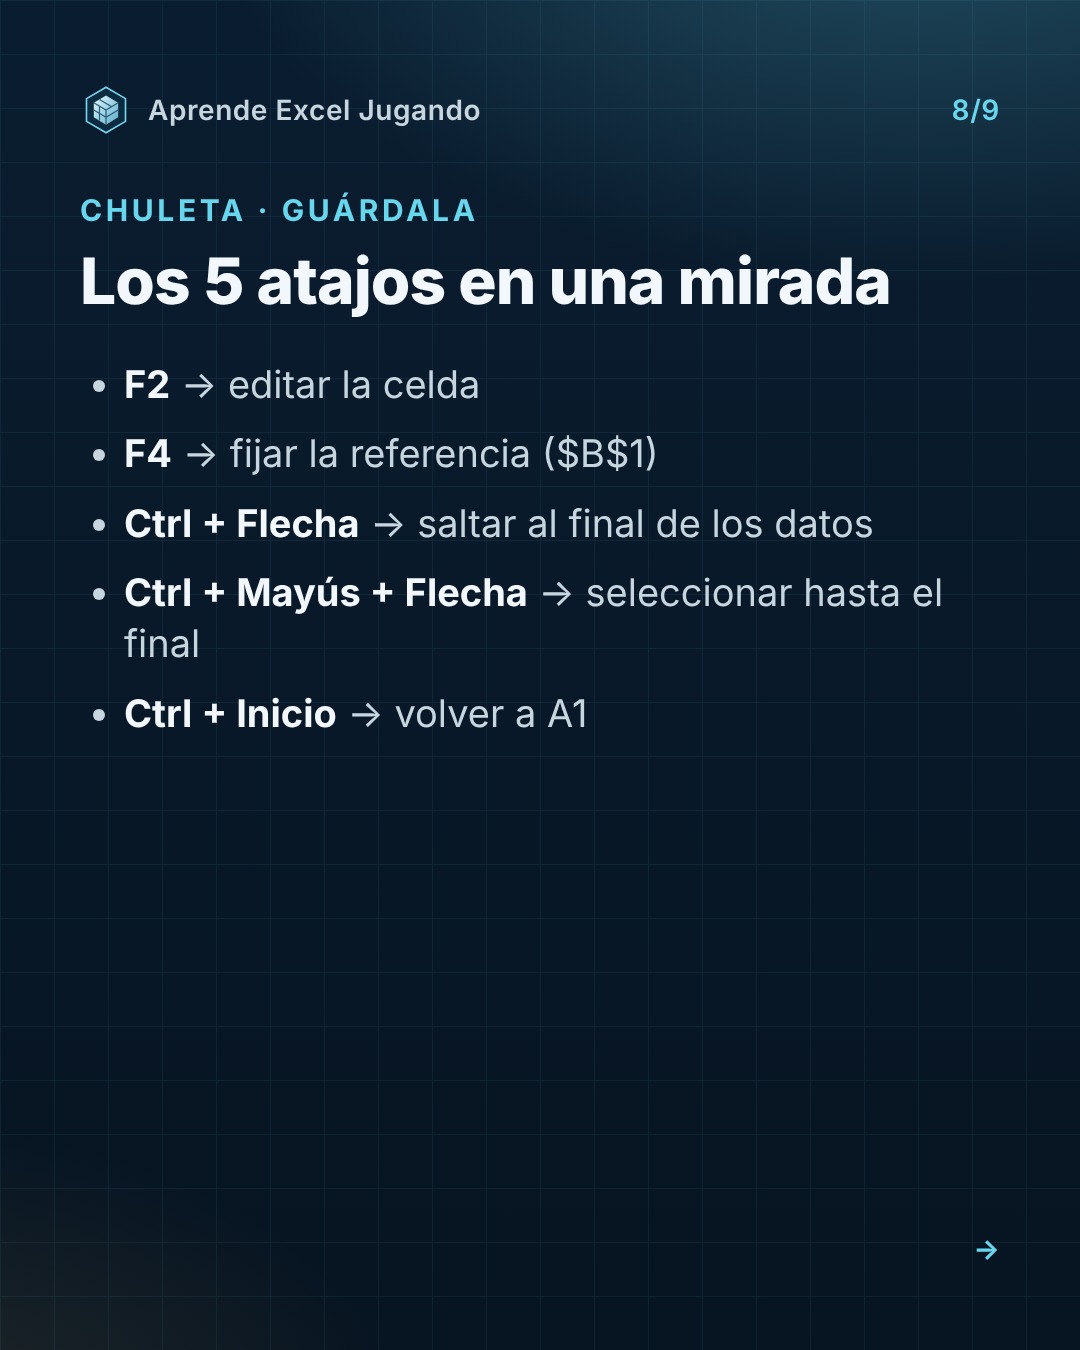 Aprende Excel Jugando
8/9
CHULETA · GUÁRDALA
Los 5 atajos en una mirada
• F2 → editar la celda
• F4 → fijar la referencia ($B$1)
• Ctrl + Flecha → saltar al final de los datos
• Ctrl + Mayús + Flecha → seleccionar hasta el
final
• Ctrl + Inicio → volver a A1
→